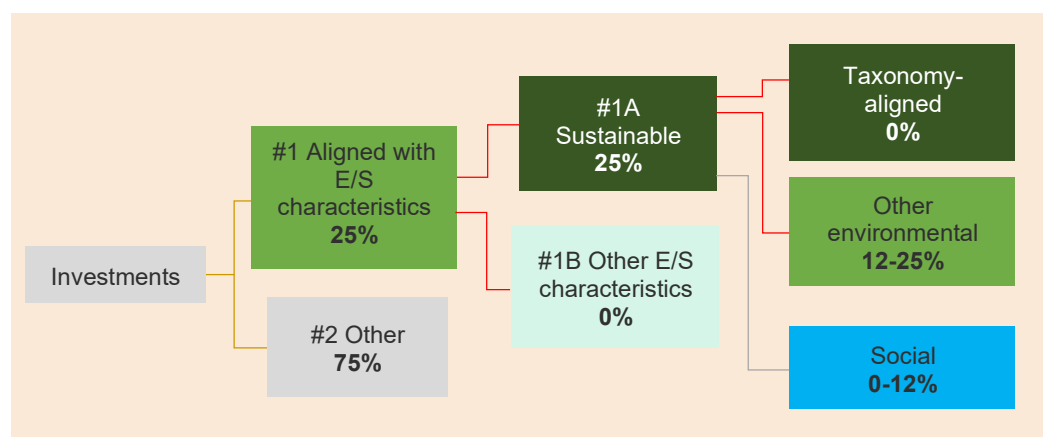 Investments
#1 Aligned with
E/S
characteristics
25%
#2 Other
75%
#1A
Sustainable
25%
#1B Other E/S
characteristics
0%
Taxonomy-
aligned
0%
Other
environmental
12-25%
Social
0-12%